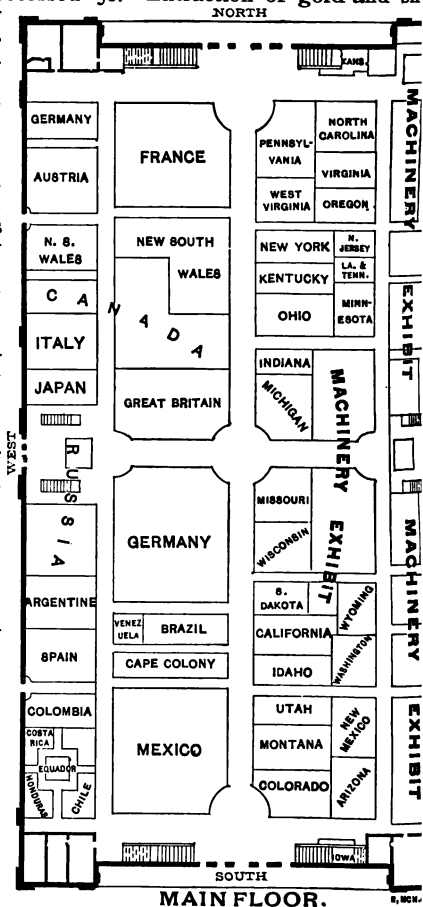 NORTH
KANS.
GERMANY
AUSTRIA
FRANCE
PENNSYL-
VANIA
NORTH
CAROLINA
VIRGINIA
WEST
VIRGINIA
OREGON
MACHINERY
N. S.
WALES
NEW SOUTH
WALES
NEW YORK
N.
JERSEY
KENTUCKY
LA. &
TENN.
OHIO
MINN-
ESOTA
CANADA
ITALY
JAPAN
GREAT BRITAIN
INDIANA
MICHIGAN
MACHINERY
EXHIBIT
EXHIBIT
WEST
RUSSIA
GERMANY
MISSOURI
WISCONSIN
MACHINERY
ARGENTINE
VENEZ
UELA
BRAZIL
S.
DAKOTA
WYOMING
CALIFORNIA
WASHINGTON
SPAIN
CAPE COLONY
IDAHO
COLOMBIA
COSTA
RICA
EQUADOR
HONDURAS
CHILE
MEXICO
UTAH
NEW
MEXICO
MONTANA
COLORADO
ARIZONA
EXHIBIT
IOWA
SOUTH
MAIN FLOOR.